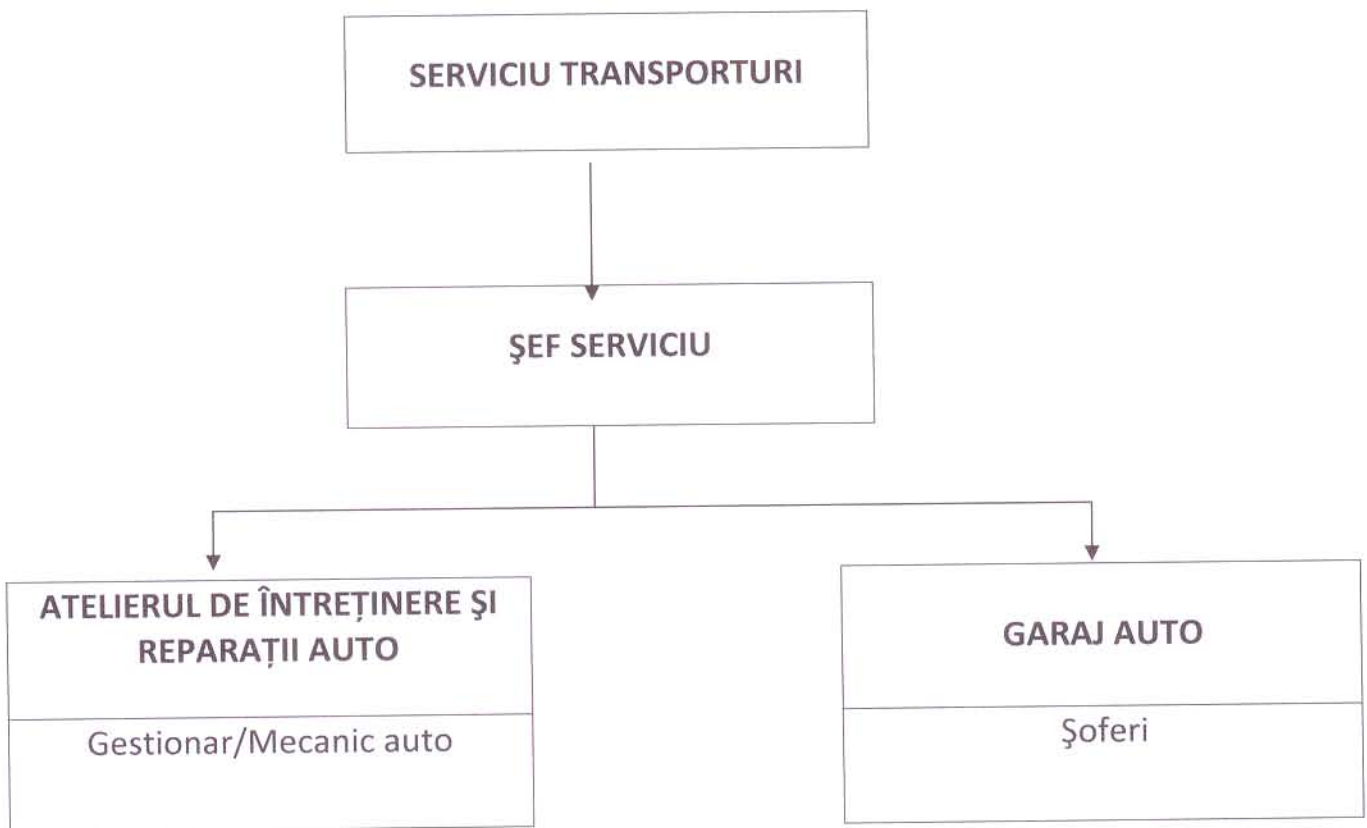 SERVICIU TRANSPORTURI
ŞEF SERVICIU
ATELIERUL DE ÎNTREȚINERE ŞI
REPARAȚII AUTO
Gestionar/Mecanic auto
GARAJ AUTO
Şoferi